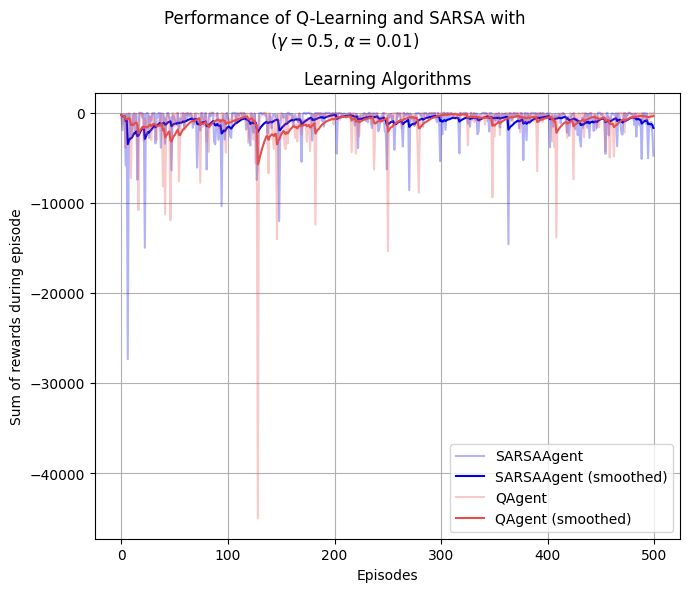 Performance of Q-Learning and SARSA with
(γ = 0.5, α = 0.01)
Learning Algorithms
Sum of rewards during episode
0
−10000
−20000
−30000
−40000
SARSAAgent
SARSAAgent (smoothed)
QAgent
QAgent (smoothed)
0 100 200 300 400 500
Episodes